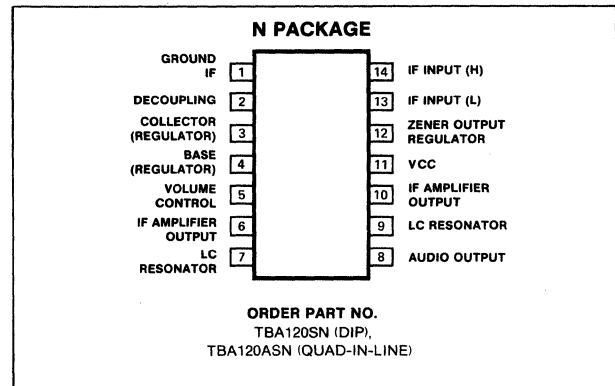 N PACKAGE
GROUND
IF
1
DECOUPLING
2
COLLECTOR
(REGULATOR)
3
BASE
(REGULATOR)
4
VOLUME
CONTROL
5
IF AMPLIFIER
OUTPUT
6
LC
RESONATOR
7
14
IF INPUT (H)
13
IF INPUT (L)
12
ZENER OUTPUT
REGULATOR
11
VCC
10
IF AMPLIFIER
OUTPUT
9
LC RESONATOR
8
AUDIO OUTPUT
ORDER PART NO.
TBA120SN (DIP),
TBA120ASN (QUAD-IN-LINE)